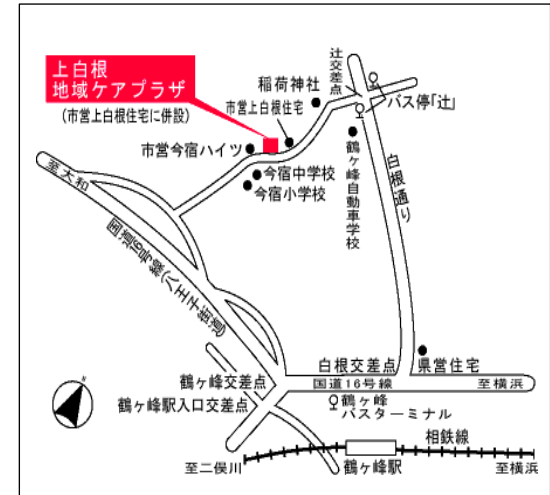 上白根
地域ケアプラザ
(市営上白根住宅に併設)
稲荷神社
市営上白根住宅
辻交差点
バス停「辻」
市営今宿ハイツ
今宿中学校
今宿小学校
鶴ヶ峰自動車学校
白根通り
至大和
国道16号線(八王子街道)
白根交差点
県営住宅
鶴ヶ峰交差点
国道16号線
至横浜
鶴ヶ峰駅入口交差点
鶴ヶ峰
バスターミナル
N
相鉄線
至二俣川
鶴ヶ峰駅
至横浜